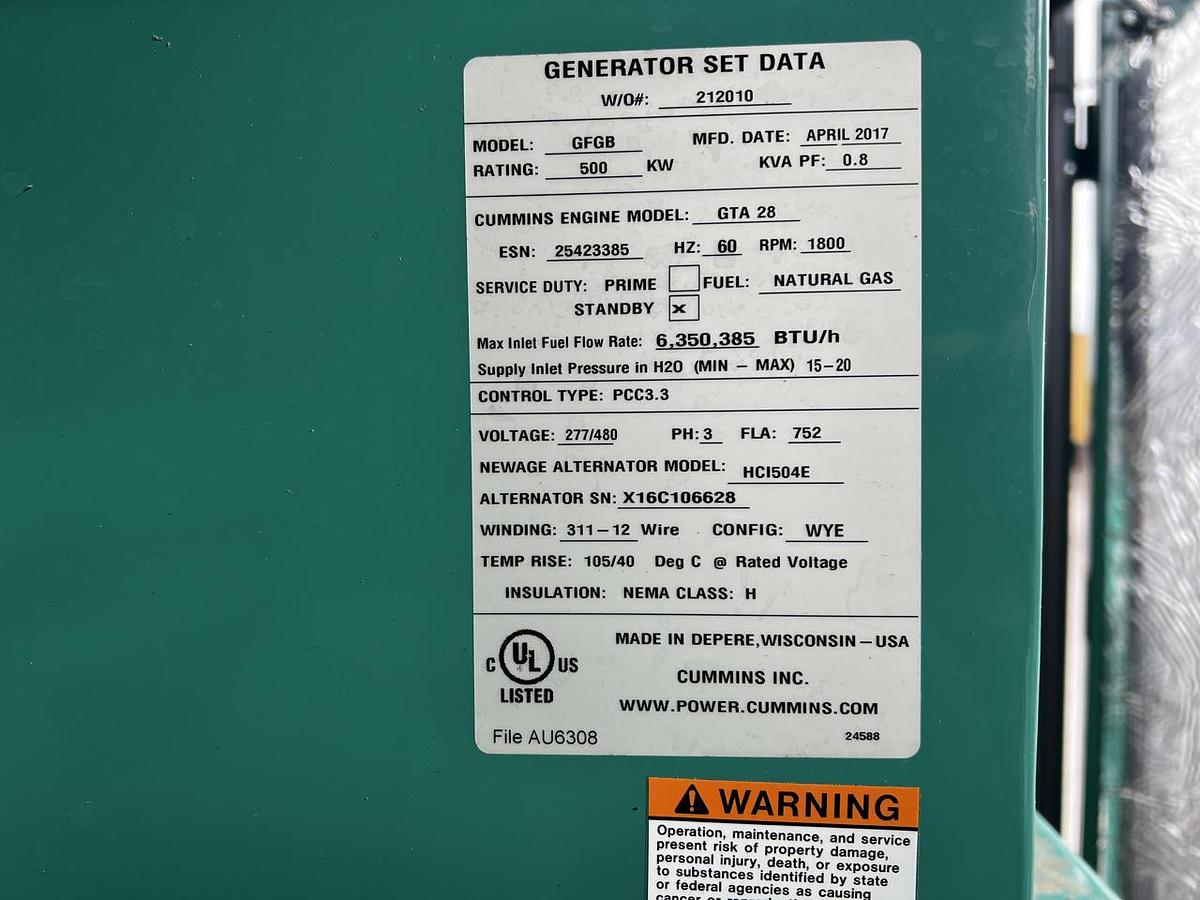 GENERATOR SET DATA
W/O#: 212010
MODEL: GFGB MFD. DATE: APRIL 2017
RATING: 500 KW KVA PF: 0.8
CUMMINS ENGINE MODEL: GTA 28
ESN: 25423385 HZ: 60 RPM: 1800
SERVICE DUTY: PRIME FUEL: NATURAL GAS
STANDBY x
Max Inlet Fuel Flow Rate: 6,350,385 BTU/h
Supply Inlet Pressure in H2O (MIN – MAX) 15–20
CONTROL TYPE: PCC3.3
VOLTAGE: 277/480 PH: 3 FLA: 752
NEWAGE ALTERNATOR MODEL: HCI504E
ALTERNATOR SN: X16C106628
WINDING: 311–12 Wire CONFIG: WYE
TEMP RISE: 105/40 Deg C @ Rated Voltage
INSULATION: NEMA CLASS: H
C UL US
LISTED
MADE IN DEPERE,WISCONSIN–USA
CUMMINS INC.
WWW.POWER.CUMMINS.COM
File AU6308
24588
WARNING
Operation, maintenance, and service
present risk of property damage,
personal injury, death, or exposure
to substances identified by state
or federal agencies as causing
cancer or